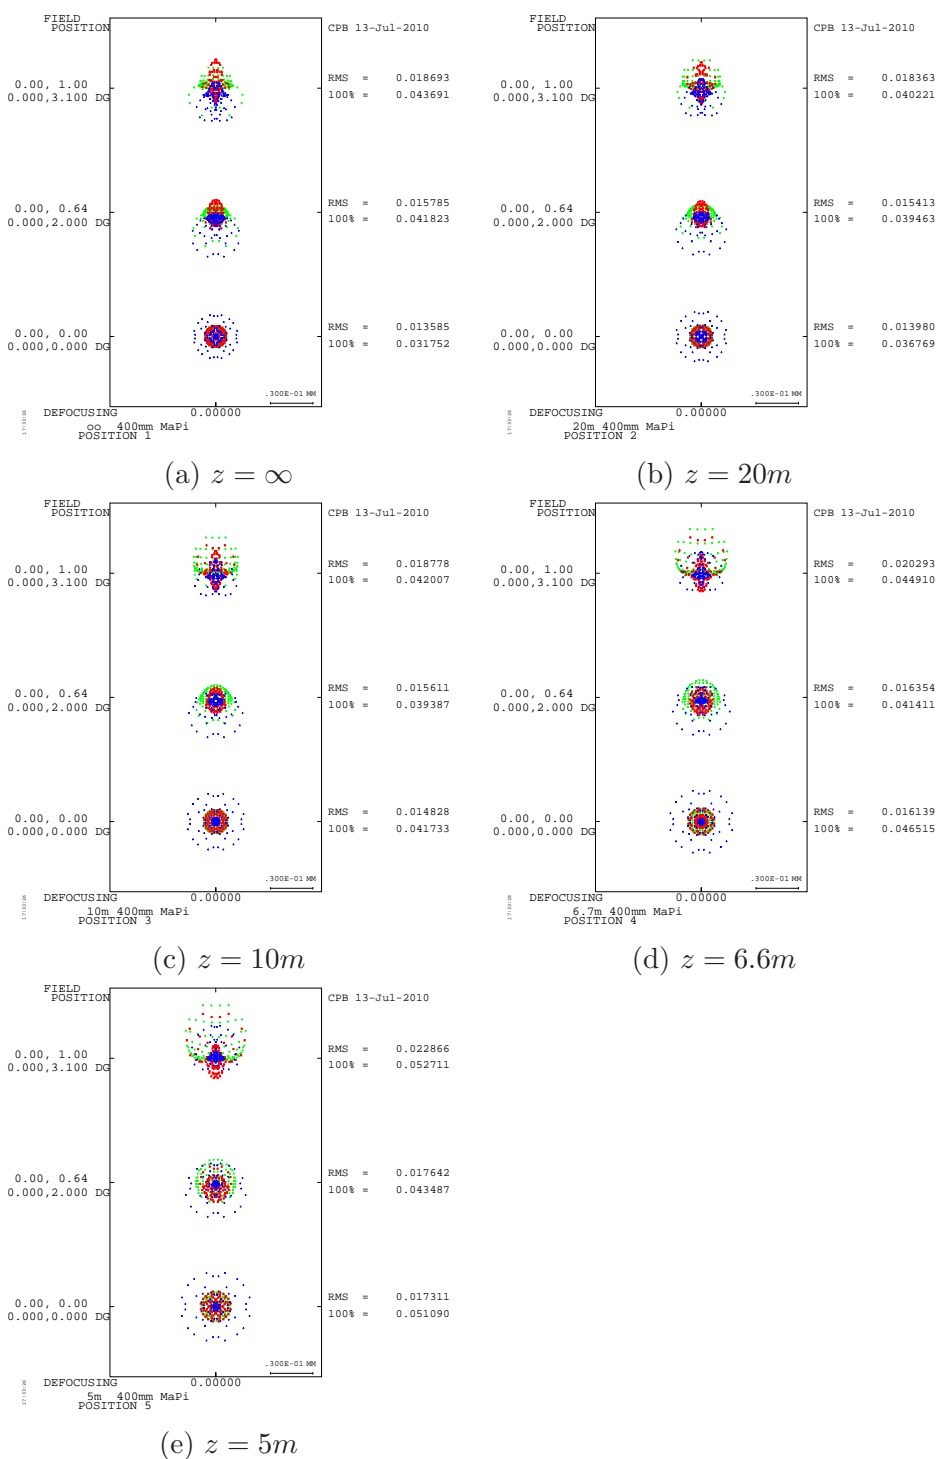 FIELD
POSITION
CPB 13-Jul-2010
0.00, 1.00
0.000,3.100 DG
RMS = 0.018693
100% = 0.043691
0.00, 0.64
0.000,2.000 DG
RMS = 0.015785
100% = 0.041823
0.00, 0.00
0.000,0.000 DG
RMS = 0.013585
100% = 0.031752
.300E-01 MM
DEFOCUSING 0.00000
oo 400mm MaPi
POSITION 1
17:33:26
(a) z = ∞
FIELD
POSITION
CPB 13-Jul-2010
0.00, 1.00
0.000,3.100 DG
RMS = 0.018363
100% = 0.040221
0.00, 0.64
0.000,2.000 DG
RMS = 0.015413
100% = 0.039463
0.00, 0.00
0.000,0.000 DG
RMS = 0.013980
100% = 0.036769
.300E-01 MM
DEFOCUSING 0.00000
20m 400mm MaPi
POSITION 2
17:33:26
(b) z = 20m
FIELD
POSITION
CPB 13-Jul-2010
0.00, 1.00
0.000,3.100 DG
RMS = 0.018778
100% = 0.042007
0.00, 0.64
0.000,2.000 DG
RMS = 0.015611
100% = 0.039387
0.00, 0.00
0.000,0.000 DG
RMS = 0.014828
100% = 0.041733
.300E-01 MM
DEFOCUSING 0.00000
10m 400mm MaPi
POSITION 3
17:33:26
(c) z = 10m
FIELD
POSITION
CPB 13-Jul-2010
0.00, 1.00
0.000,3.100 DG
RMS = 0.020293
100% = 0.044910
0.00, 0.64
0.000,2.000 DG
RMS = 0.016354
100% = 0.041411
0.00, 0.00
0.000,0.000 DG
RMS = 0.016139
100% = 0.046515
.300E-01 MM
DEFOCUSING 0.00000
6.7m 400mm MaPi
POSITION 4
17:33:26
(d) z = 6.6m
FIELD
POSITION
CPB 13-Jul-2010
0.00, 1.00
0.000,3.100 DG
RMS = 0.022866
100% = 0.052711
0.00, 0.64
0.000,2.000 DG
RMS = 0.017642
100% = 0.043487
0.00, 0.00
0.000,0.000 DG
RMS = 0.017311
100% = 0.051090
.300E-01 MM
DEFOCUSING 0.00000
5m 400mm MaPi
POSITION 5
17:33:26
(e) z = 5m